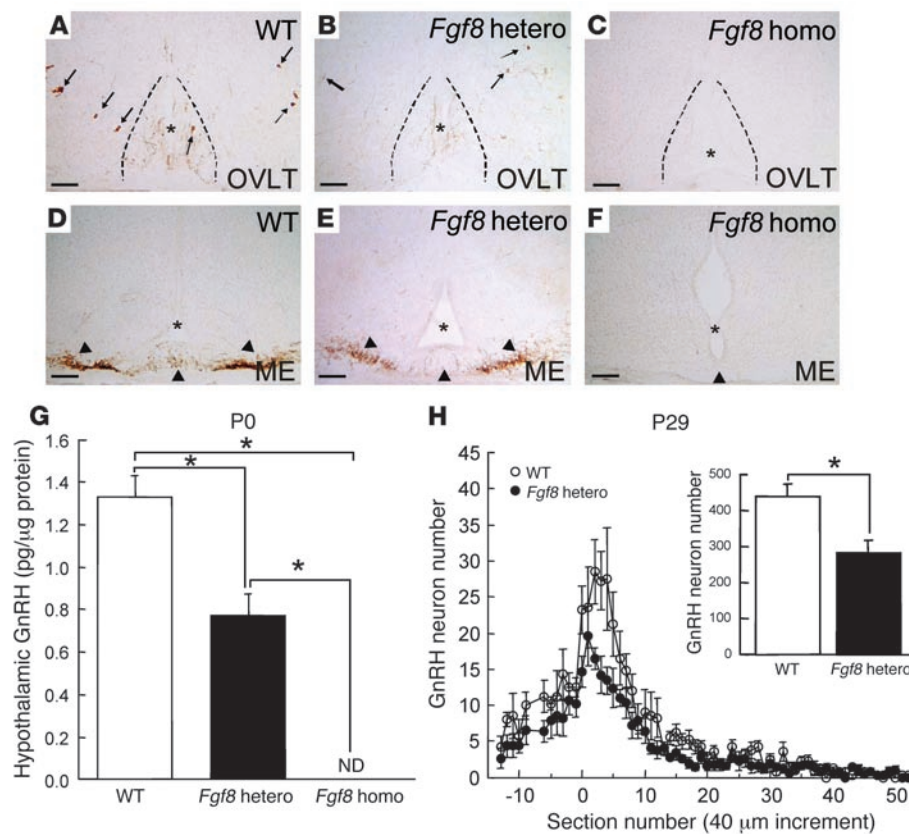 A WT
* OVLT
B Fgf8 hetero
* OVLT
C Fgf8 homo
* OVLT
D WT
* ME
E Fgf8 hetero
* ME
F Fgf8 homo
*
G P0
Hypothalamic GnRH (pg/µg protein)
1.6
1.4
1.2
1.0
0.8
0.6
0.4
0.2
0.0
*
*
*
ND
WT Fgf8 hetero Fgf8 homo
H P29
GnRH neuron number
45
40
35
30
25
20
15
10
5
0
WT
Fgf8 hetero
-10 0 10 20 30 40 50
Section number (40 µm increment)
GnRH neuron number
500
400
300
200
100
0
*
WT Fgf8 hetero